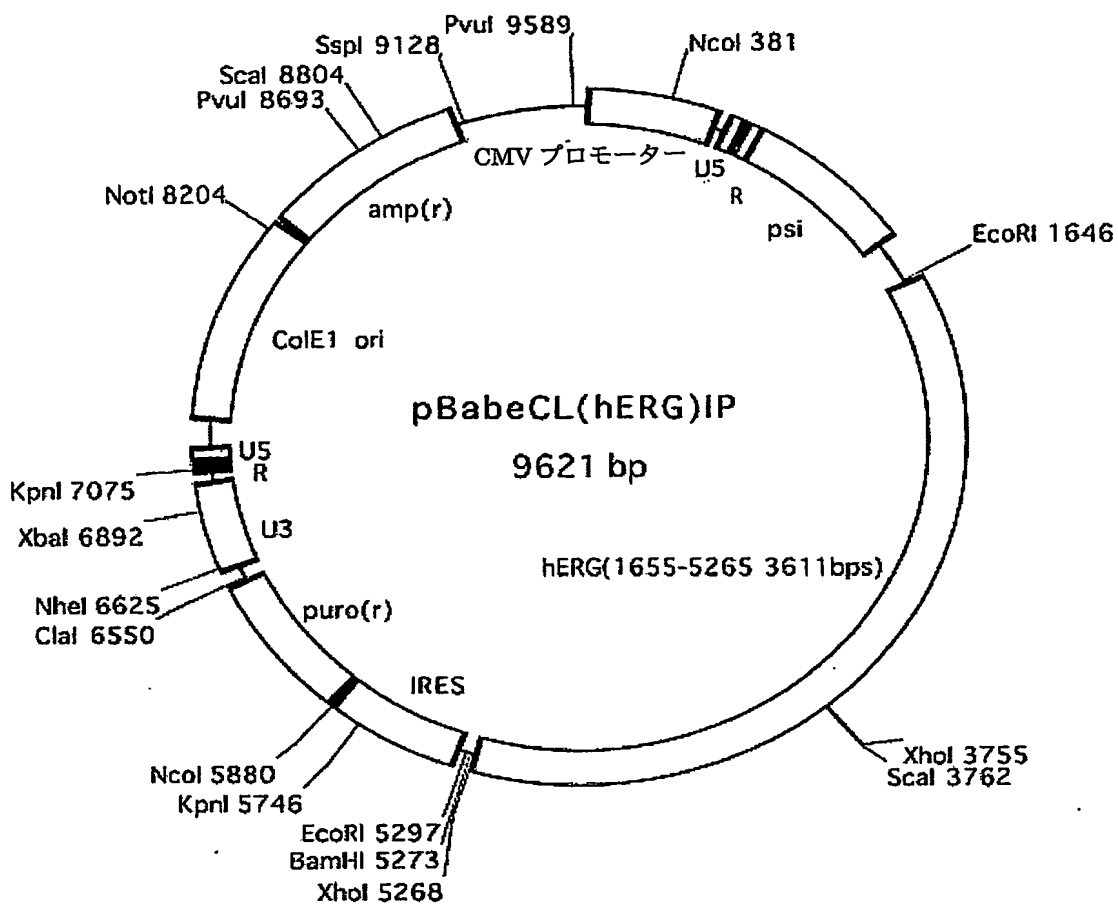 PvuI 9589
SspI 9128
NcoI 381
ScaI 8804
PvuI 8693
CMV プロモーター
U5
R
NotI 8204
amp(r)
psi
EcoRI 1646
ColE1 ori
pBabeCL(hERG)IP
9621 bp
U5
R
KpnI 7075
XbaI 6892
U3
hERG(1655-5265 3611bps)
NheI 6625
ClaI 6550
puro(r)
IRES
XhoI 3755
ScaI 3762
NcoI 5880
KpnI 5746
EcoRI 5297
BamHI 5273
XhoI 5268